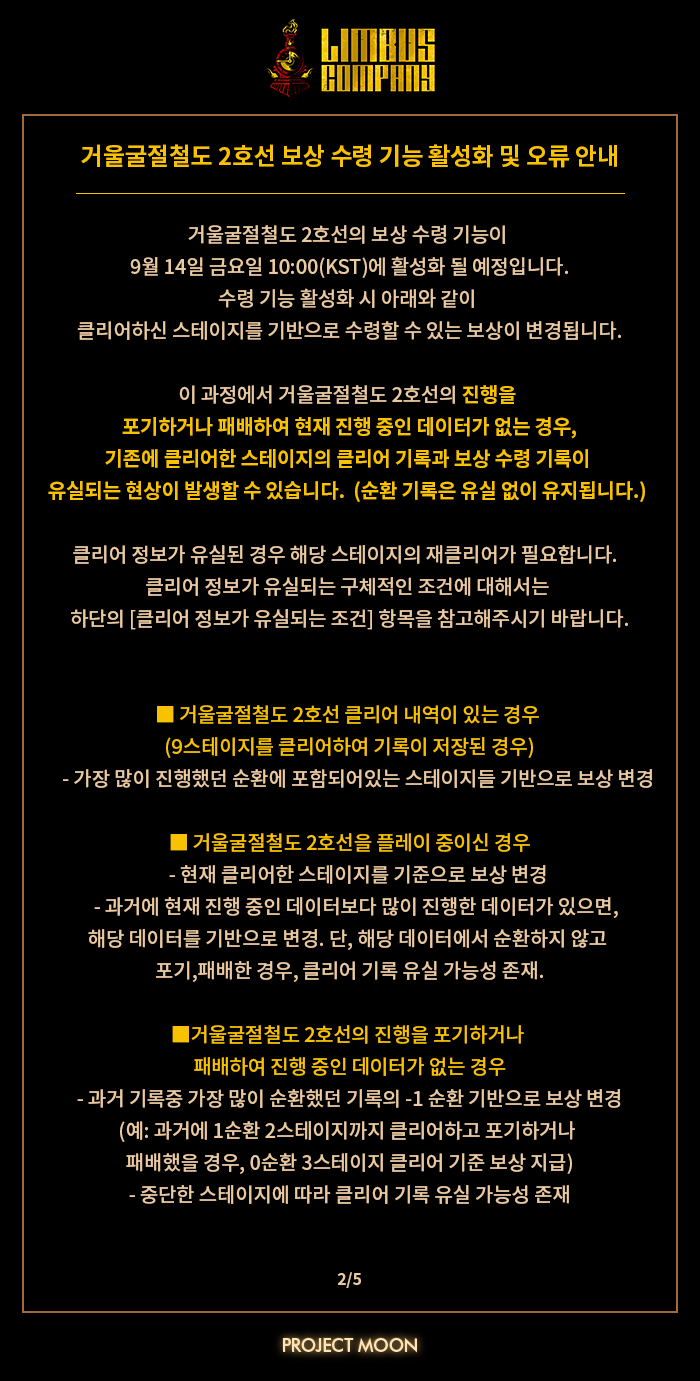 LIMBUS
COMPANY
거울굴절철도 2호선 보상 수령 기능 활성화 및 오류 안내
거울굴절철도 2호선의 보상 수령 기능이
9월 14일 금요일 10:00(KST)에 활성화 될 예정입니다.
수령 기능 활성화 시 아래와 같이
클리어하신 스테이지를 기반으로 수령할 수 있는 보상이 변경됩니다.
이 과정에서 거울굴절철도 2호선의 진행을
포기하거나 패배하여 현재 진행 중인 데이터가 없는 경우,
기존에 클리어한 스테이지의 클리어 기록과 보상 수령 기록이
유실되는 현상이 발생할 수 있습니다. (순환 기록은 유실 없이 유지됩니다.)
클리어 정보가 유실된 경우 해당 스테이지의 재클리어가 필요합니다.
클리어 정보가 유실되는 구체적인 조건에 대해서는
하단의 [클리어 정보가 유실되는 조건] 항목을 참고해주시기 바랍니다.
■ 거울굴절철도 2호선 클리어 내역이 있는 경우
(9스테이지를 클리어하여 기록이 저장된 경우)
- 가장 많이 진행했던 순환에 포함되어있는 스테이지들 기반으로 보상 변경
■ 거울굴절철도 2호선을 플레이 중이신 경우
- 현재 클리어한 스테이지를 기준으로 보상 변경
- 과거에 현재 진행 중인 데이터보다 많이 진행한 데이터가 있으면,
해당 데이터를 기반으로 변경. 단, 해당 데이터에서 순환하지 않고
포기,패배한 경우, 클리어 기록 유실 가능성 존재.
■거울굴절철도 2호선의 진행을 포기하거나
패배하여 진행 중인 데이터가 없는 경우
- 과거 기록중 가장 많이 순환했던 기록의 -1 순환 기반으로 보상 변경
(예: 과거에 1순환 2스테이지까지 클리어하고 포기하거나
패배했을 경우, 0순환 3스테이지 클리어 기준 보상 지급)
- 중단한 스테이지에 따라 클리어 기록 유실 가능성 존재
2/5
PROJECT MOON